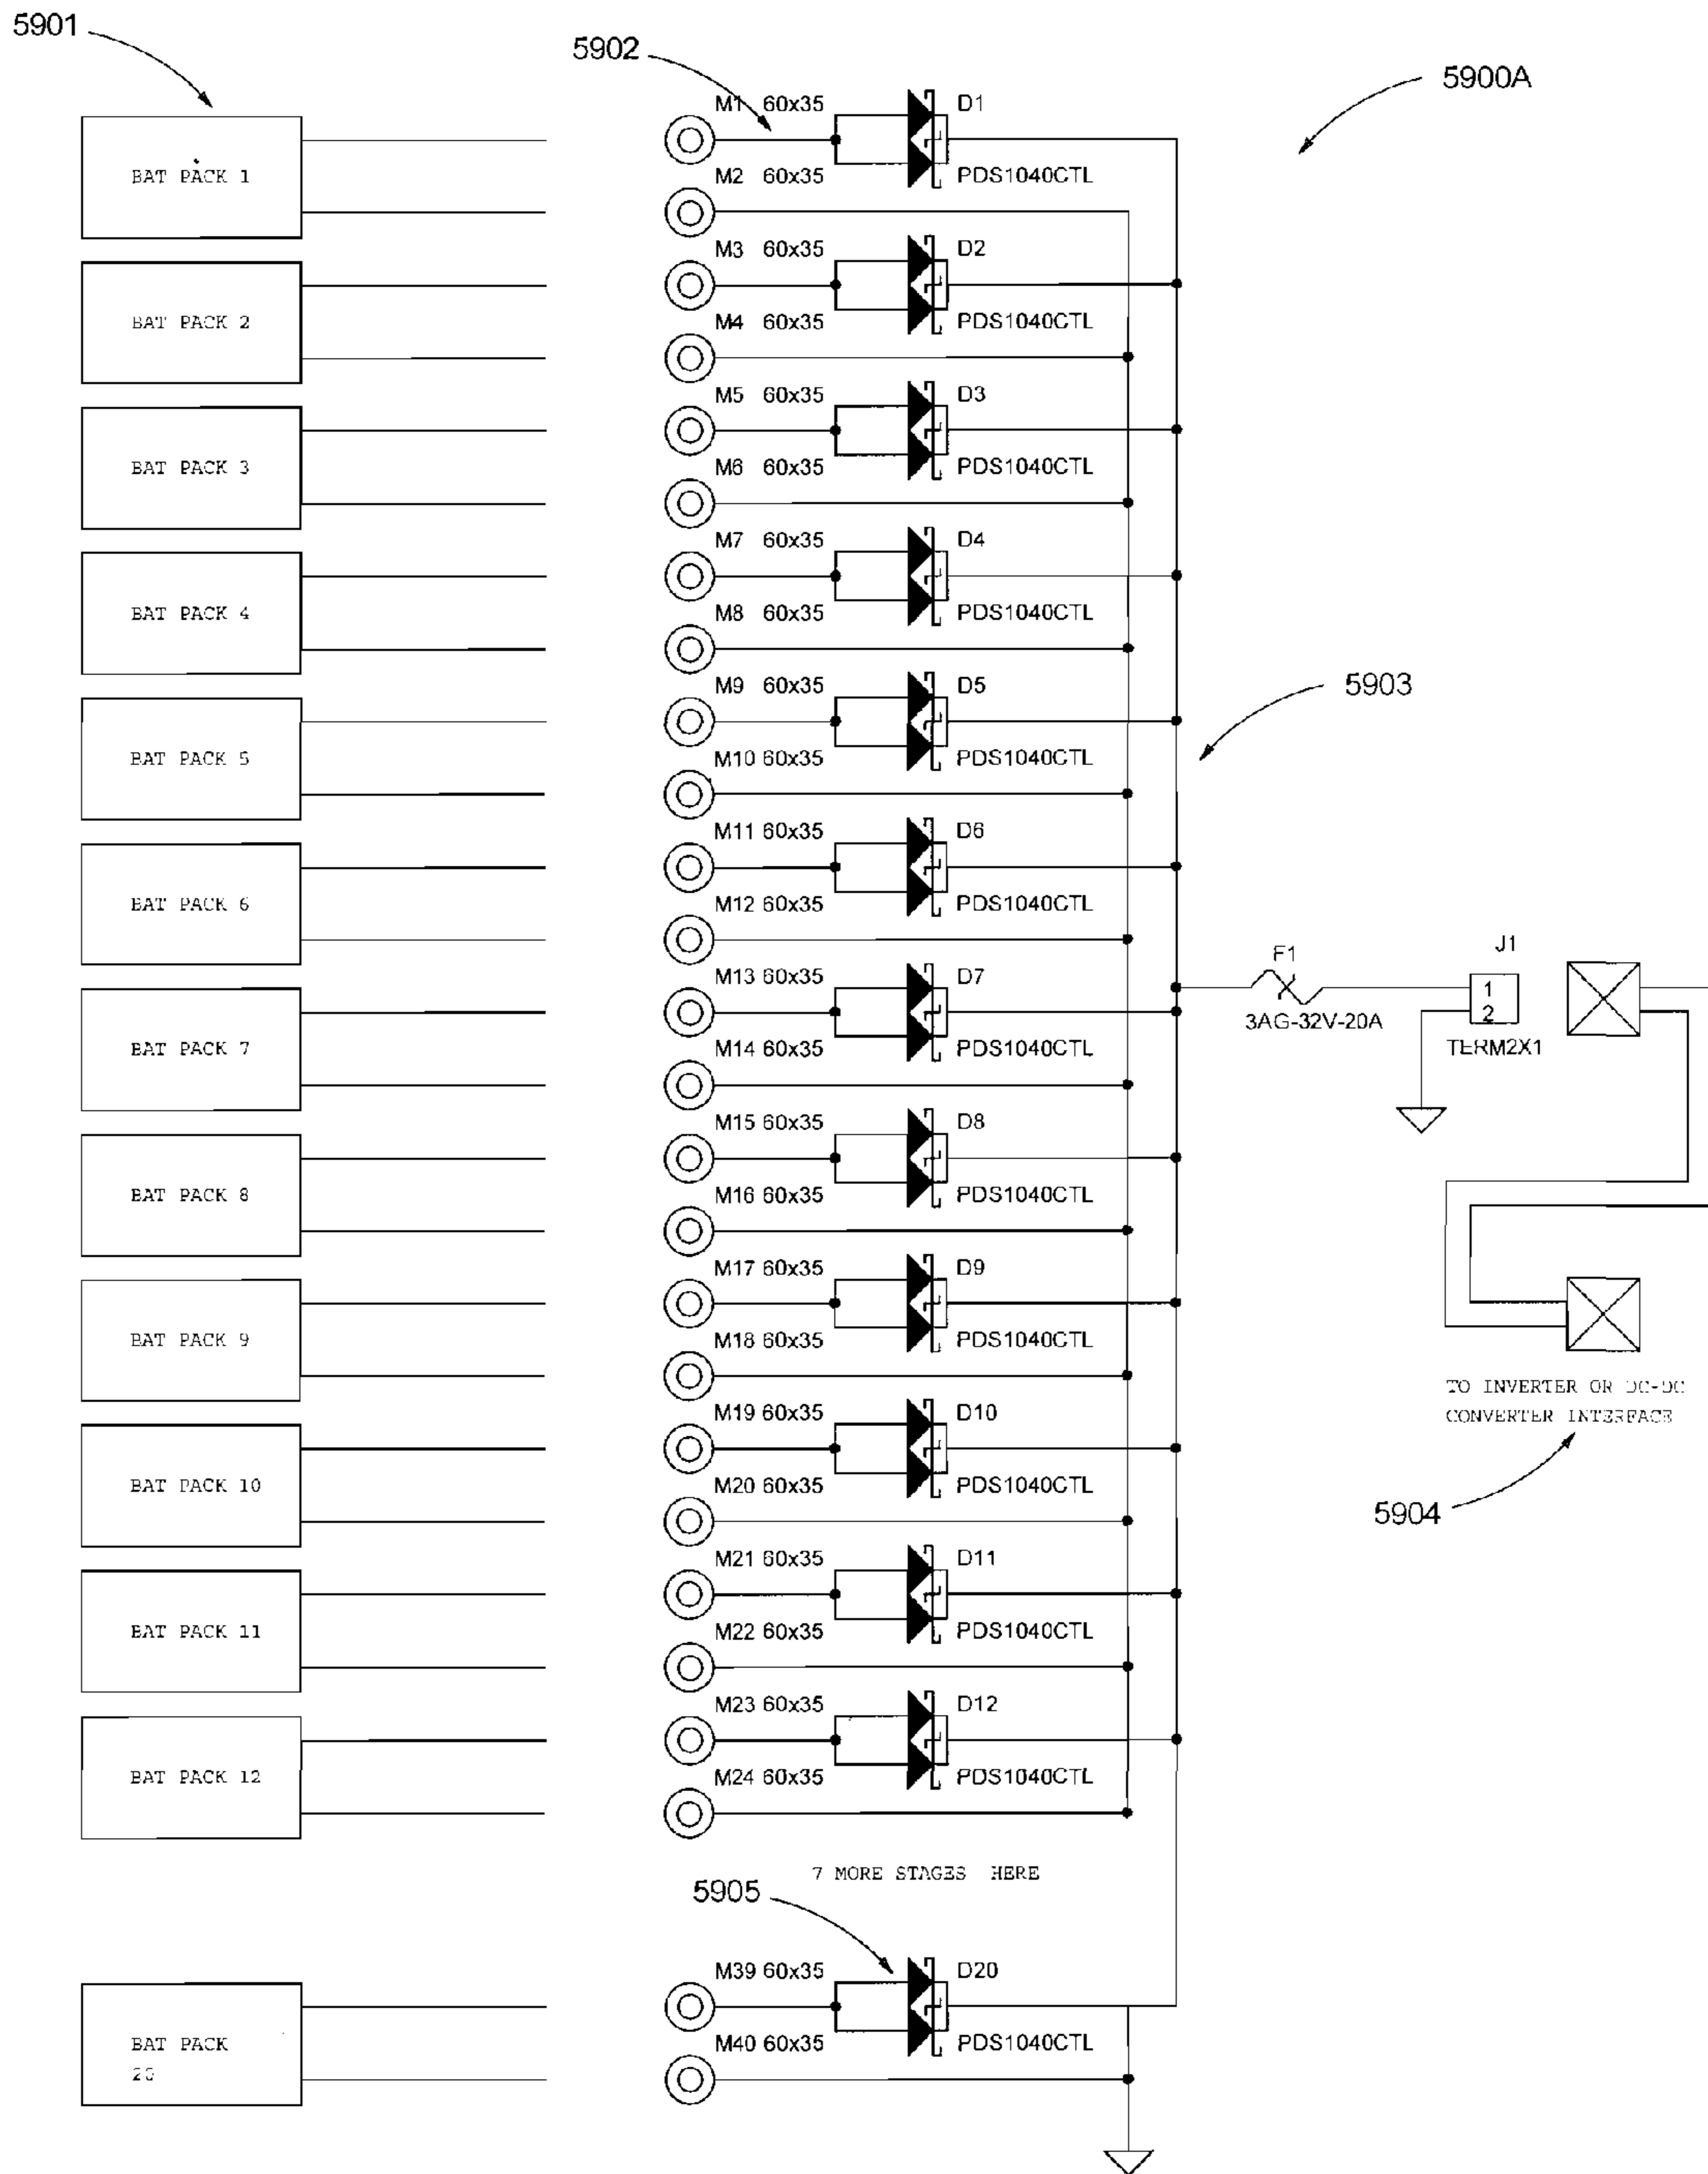 5901
5902
5900A
M1 60x35 D1
BAT PACK 1
M2 60x35 PDS1040CTL
M3 60x35 D2
BAT PACK 2
M4 60x35 PDS1040CTL
M5 60x35 D3
BAT PACK 3
M6 60x35 PDS1040CTL
M7 60x35 D4
BAT PACK 4
M8 60x35 PDS1040CTL
M9 60x35 D5
5903
BAT PACK 5
M10 60x35 PDS1040CTL
M11 60x35 D6
BAT PACK 6
M12 60x35 PDS1040CTL
M13 60x35 D7
BAT PACK 7
M14 60x35 PDS1040CTL
F1
3AG-32V-20A
J1
1
2
TERM2X1
M15 60x35 D8
BAT PACK 8
M16 60x35 PDS1040CTL
M17 60x35 D9
BAT PACK 9
M18 60x35 PDS1040CTL
TO INVERTER OR DC-DC
CONVERTER INTERFACE
5904
M19 60x35 D10
BAT PACK 10
M20 60x35 PDS1040CTL
M21 60x35 D11
BAT PACK 11
M22 60x35 PDS1040CTL
M23 60x35 D12
BAT PACK 12
M24 60x35 PDS1040CTL
7 MORE STAGES HERE
5905
M39 60x35 D20
BAT PACK
20
M40 60x35 PDS1040CTL